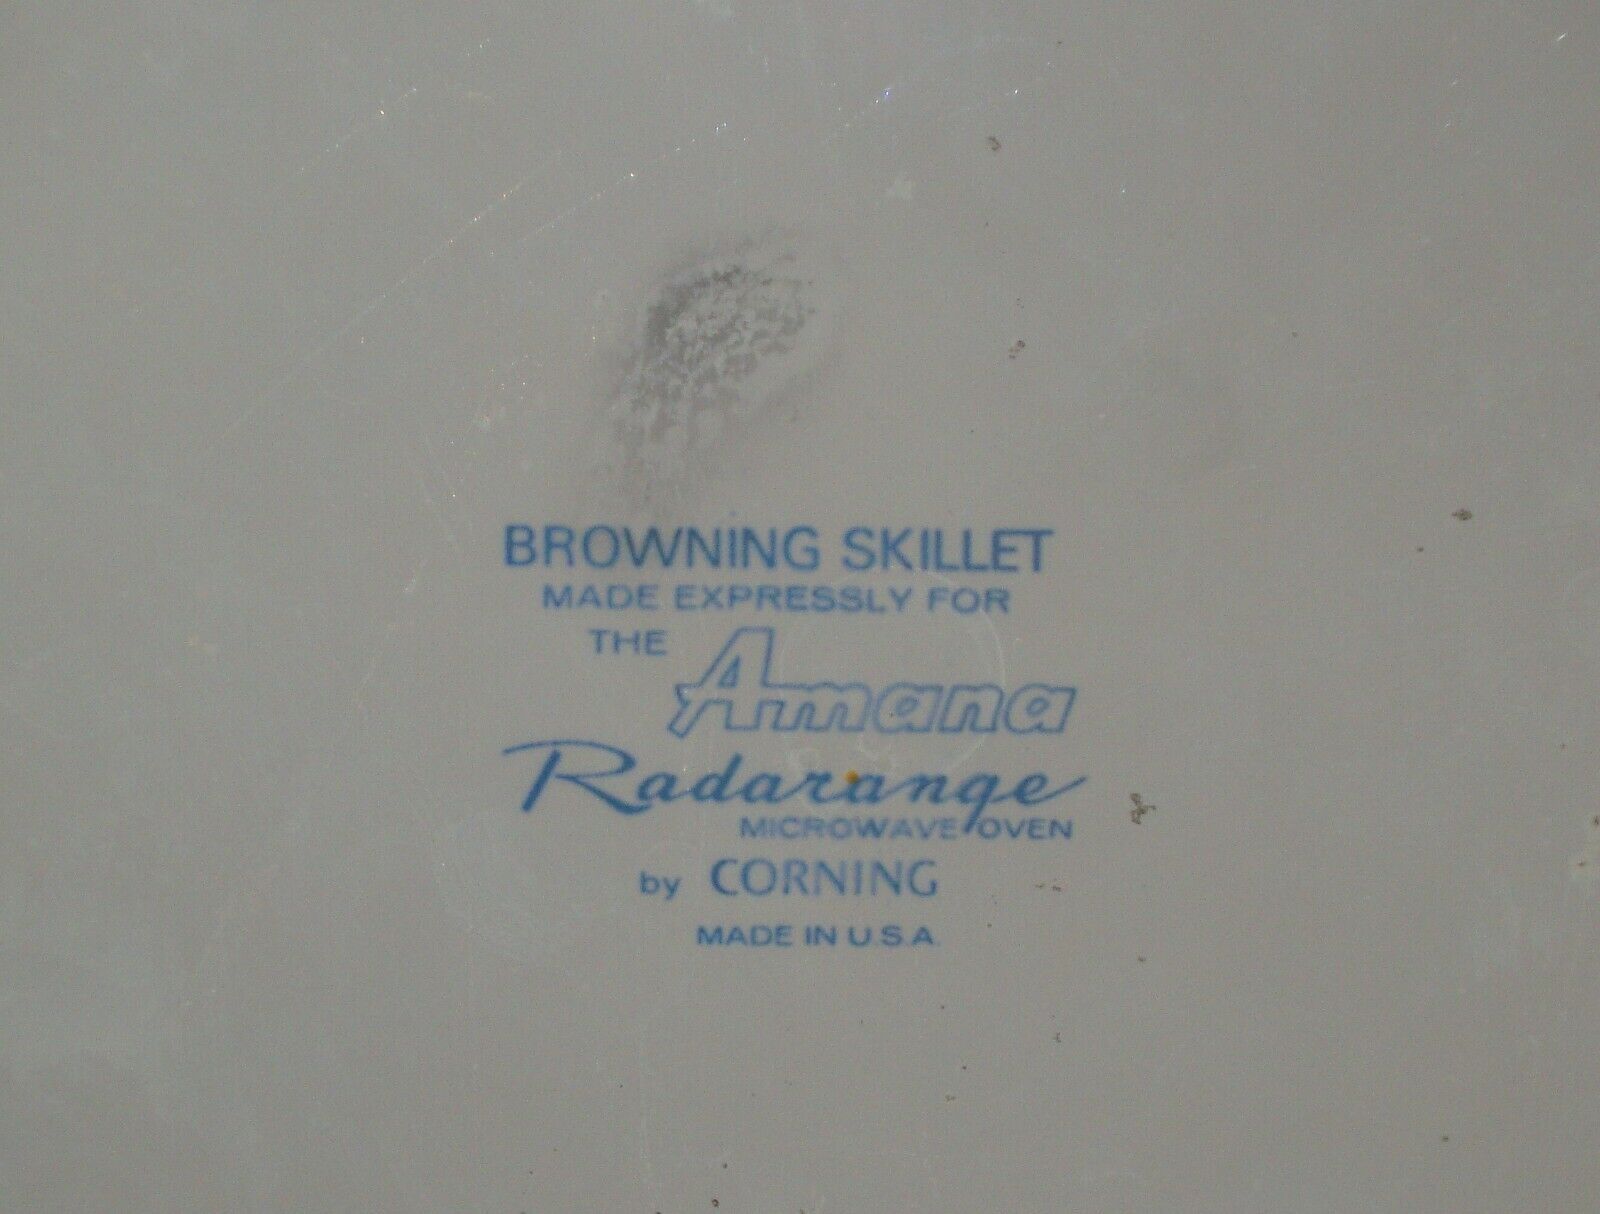 BROWNING SKILLET
MADE EXPRESSLY FOR
THE Amana
Radarange
MICROWAVE OVEN
by CORNING
MADE IN U.S.A.